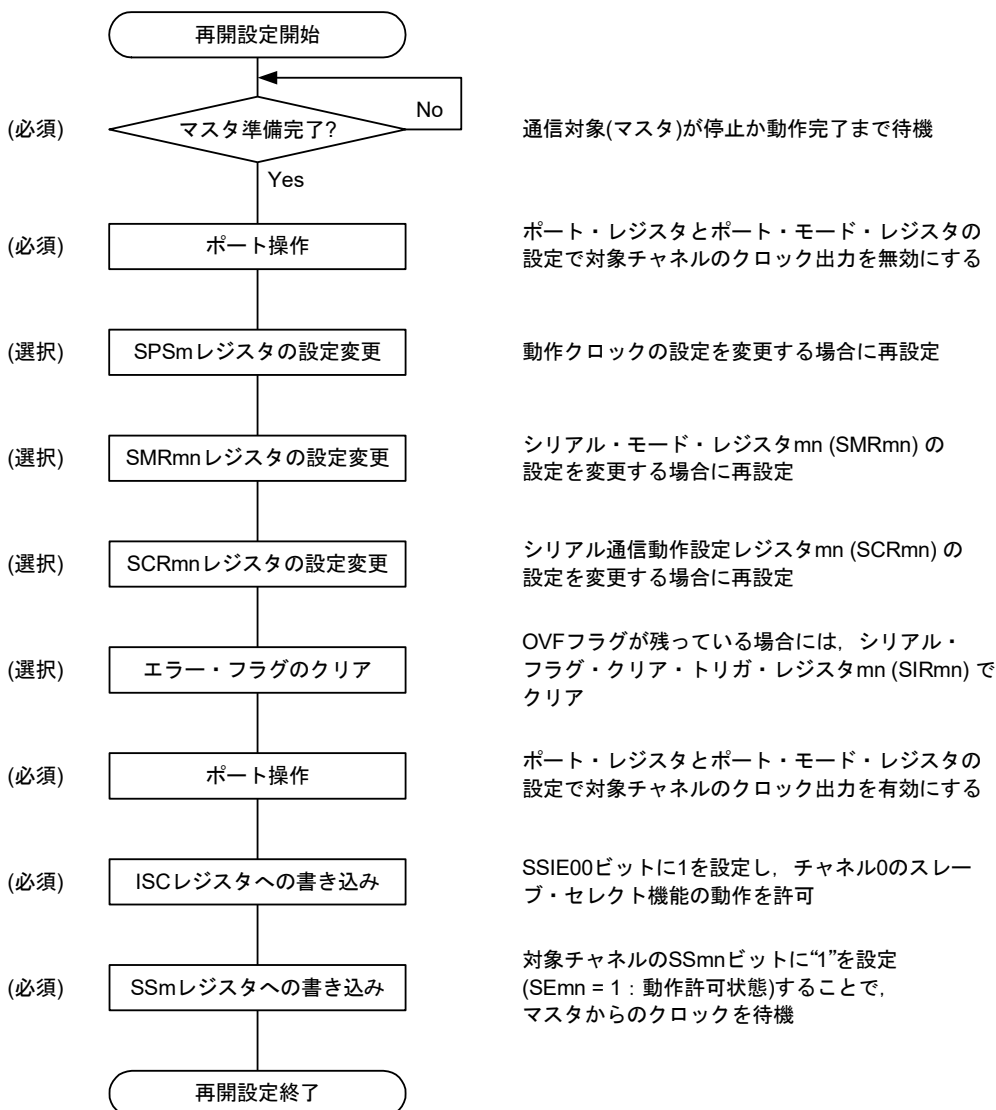 再開設定開始
No
(必須)
マスタ準備完了?
通信対象(マスタ)が停止か動作完了まで待機
Yes
(必須)
ポート操作
ポート・レジスタとポート・モード・レジスタの
設定で対象チャネルのクロック出力を無効にする
(選択)
SPSmレジスタの設定変更
動作クロックの設定を変更する場合に再設定
(選択)
SMRmnレジスタの設定変更
シリアル・モード・レジスタmn (SMRmn) の
設定を変更する場合に再設定
(選択)
SCRmnレジスタの設定変更
シリアル通信動作設定レジスタmn (SCRmn) の
設定を変更する場合に再設定
(選択)
エラー・フラグのクリア
OVFフラグが残っている場合には，シリアル・
フラグ・クリア・トリガ・レジスタmn (SIRmn) で
クリア
(必須)
ポート操作
ポート・レジスタとポート・モード・レジスタの
設定で対象チャネルのクロック出力を有効にする
(必須)
ISCレジスタへの書き込み
SSIE00ビットに1を設定し，チャネル0のスレー
ブ・セレクト機能の動作を許可
(必須)
SSmレジスタへの書き込み
対象チャネルのSSmnビットに“1”を設定
(SEmn = 1：動作許可状態)することで，
マスタからのクロックを待機
再開設定終了